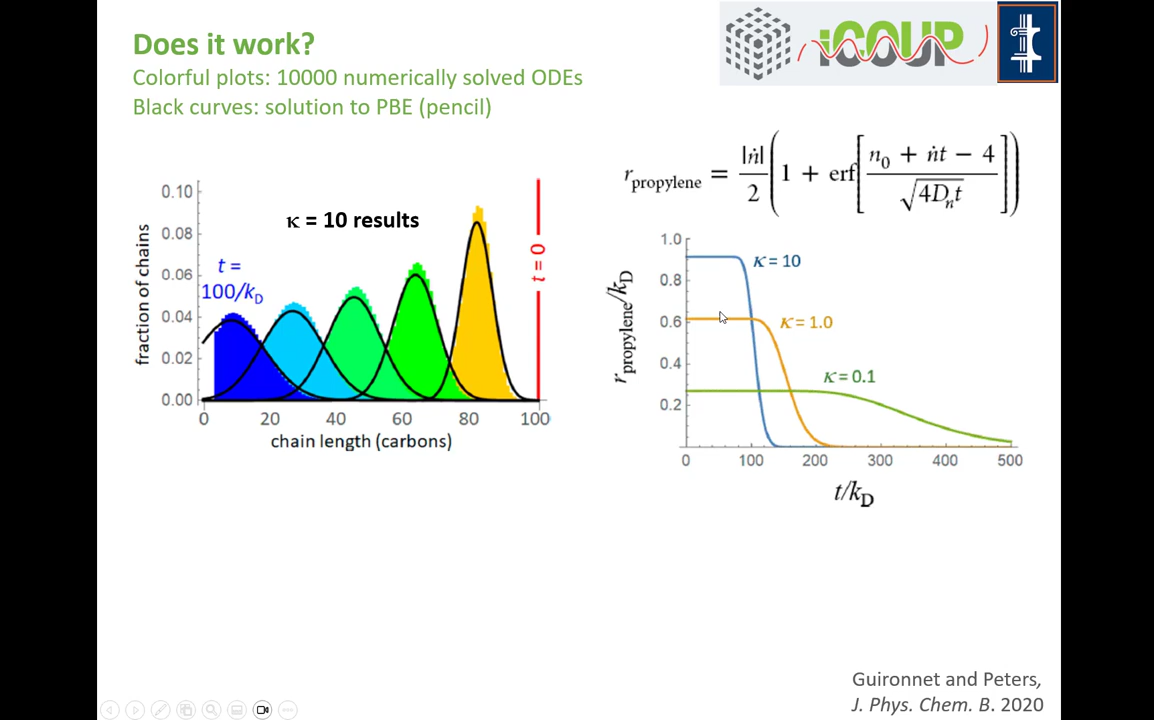 Does it work?
Colorful plots: 10000 numerically solved ODEs
Black curves: solution to PBE (pencil)
iCOUP
r_propylene = |ṅ|/2 (1 + erf[(n₀ + ṅt − 4)/√(4Dₙt)])
κ = 10 results
t =
100/k_D
t = 0
fraction of chains
0.10
0.08
0.06
0.04
0.02
0.00
0 20 40 60 80 100
chain length (carbons)
r_propylene/k_D
1.0
0.8
0.6
0.4
0.2
κ = 10
κ = 1.0
κ = 0.1
0 100 200 300 400 500
t/k_D
Guironnet and Peters,
J. Phys. Chem. B. 2020